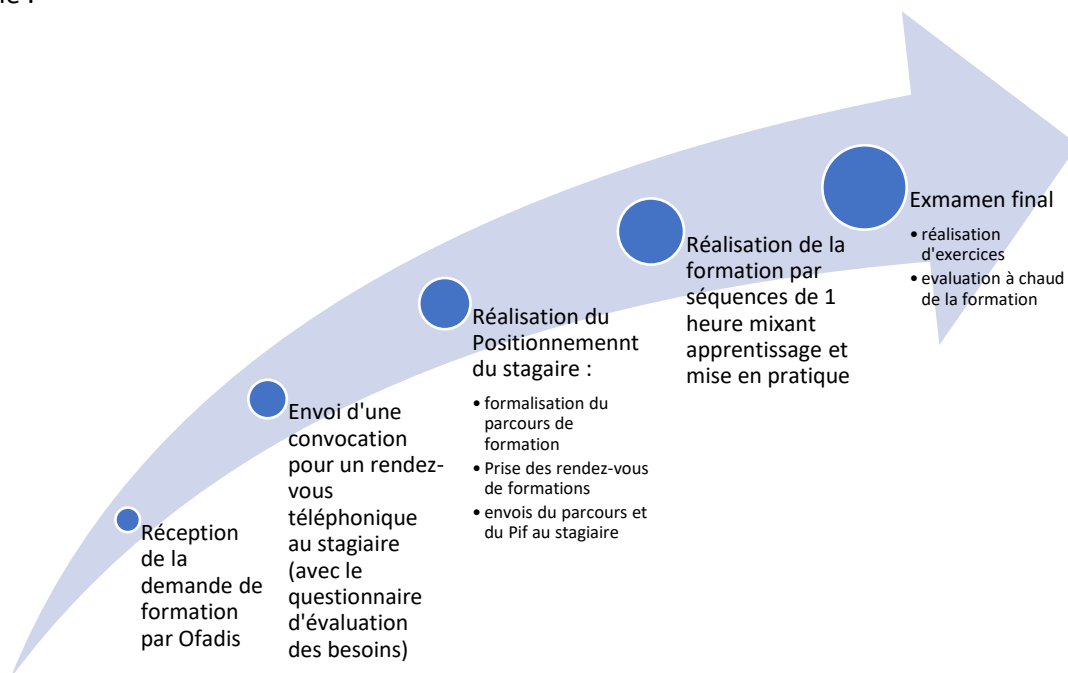 Réception
de la
demande de
formation
par Ofadis
Envoi d'une
convocation
pour un rendez-
vous
téléphonique
au stagiaire
(avec le
questionnaire
d'évaluation
des besoins)
Réalisation du
Positionnemennt
du stagaire :
• formalisation du
parcours de
formation
• Prise des rendez-vous
de formations
• envois du parcours et
du Pif au stagiaire
Réalisation de la
formation par
séquences de 1
heure mixant
apprentissage et
mise en pratique
Exmamen final
• réalisation
d'exercices
• evaluation à chaud
de la formation